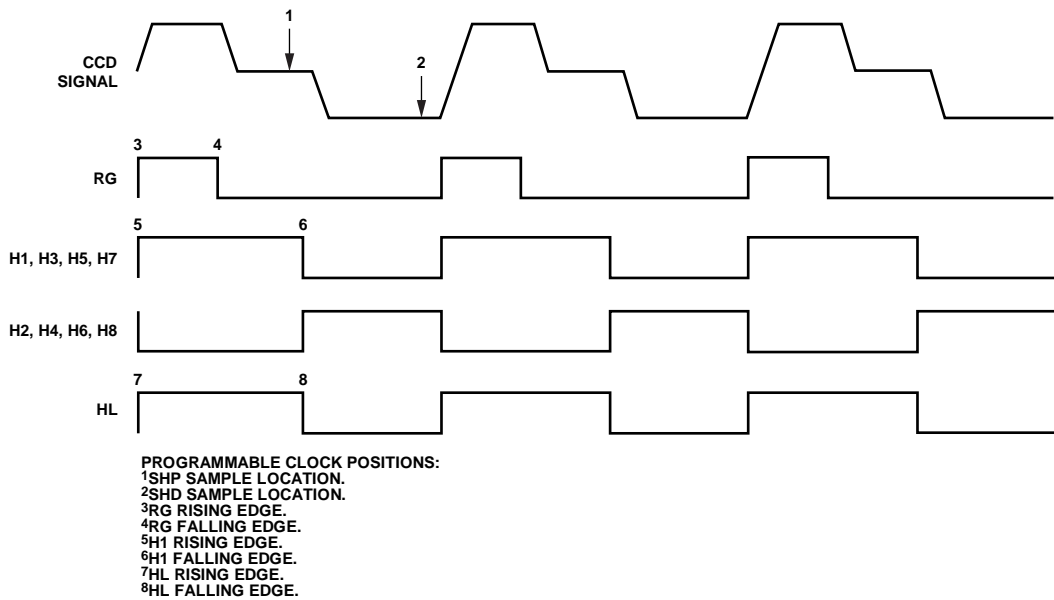 1
CCD
SIGNAL
2
3
4
RG
5
6
H1, H3, H5, H7
H2, H4, H6, H8
7
8
HL
PROGRAMMABLE CLOCK POSITIONS:
1SHP SAMPLE LOCATION.
2SHD SAMPLE LOCATION.
3RG RISING EDGE.
4RG FALLING EDGE.
5H1 RISING EDGE.
6H1 FALLING EDGE.
7HL RISING EDGE.
8HL FALLING EDGE.